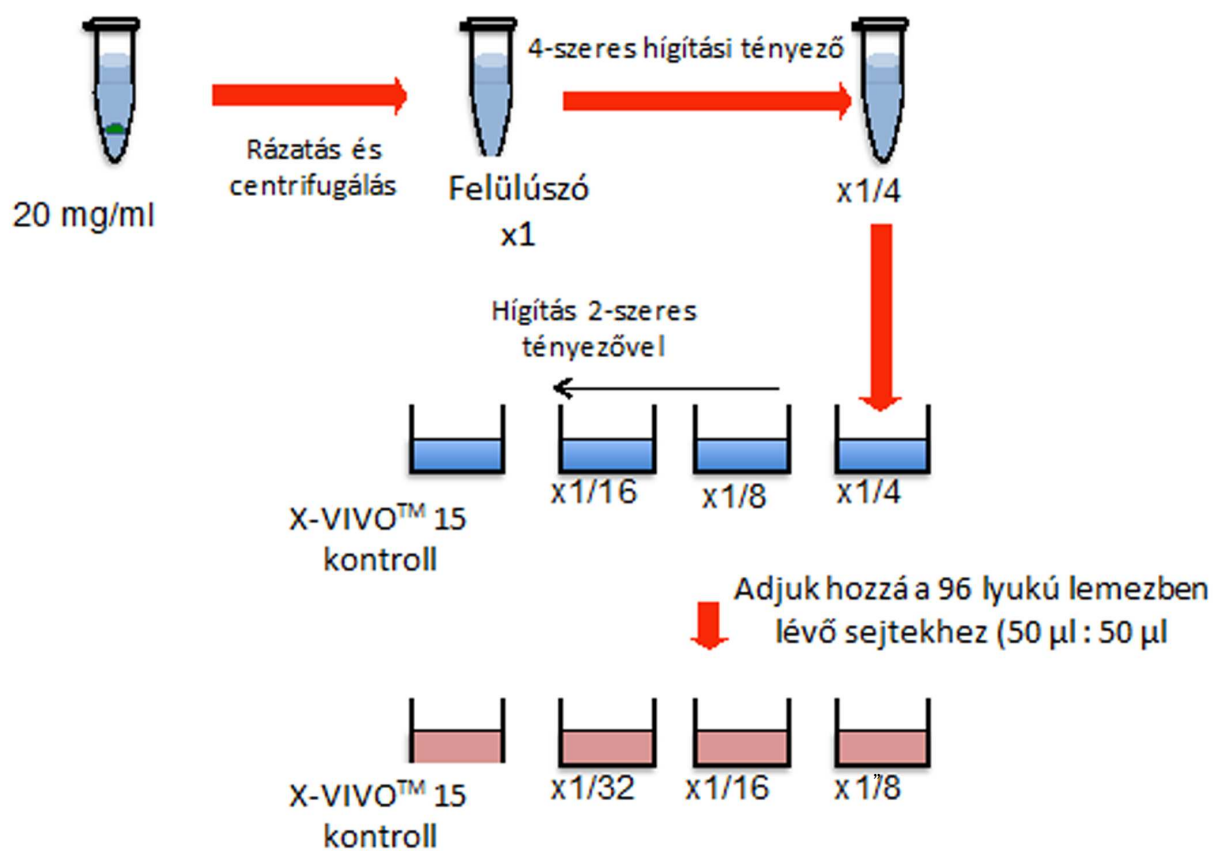 4-szeres hígítási tényező
Rázatás és
centrifugálás
20 mg/ml
Felülúszó
x1
x1/4
Hígítás 2-szeres
tényezővel
X-VIVO™ 15
kontroll
x1/16
x1/8
x1/4
Adjuk hozzá a 96 lyukú lemezben
lévő sejtekhez (50 µl : 50 µl
X-VIVO™ 15
kontroll
x1/32
x1/16
x1/8